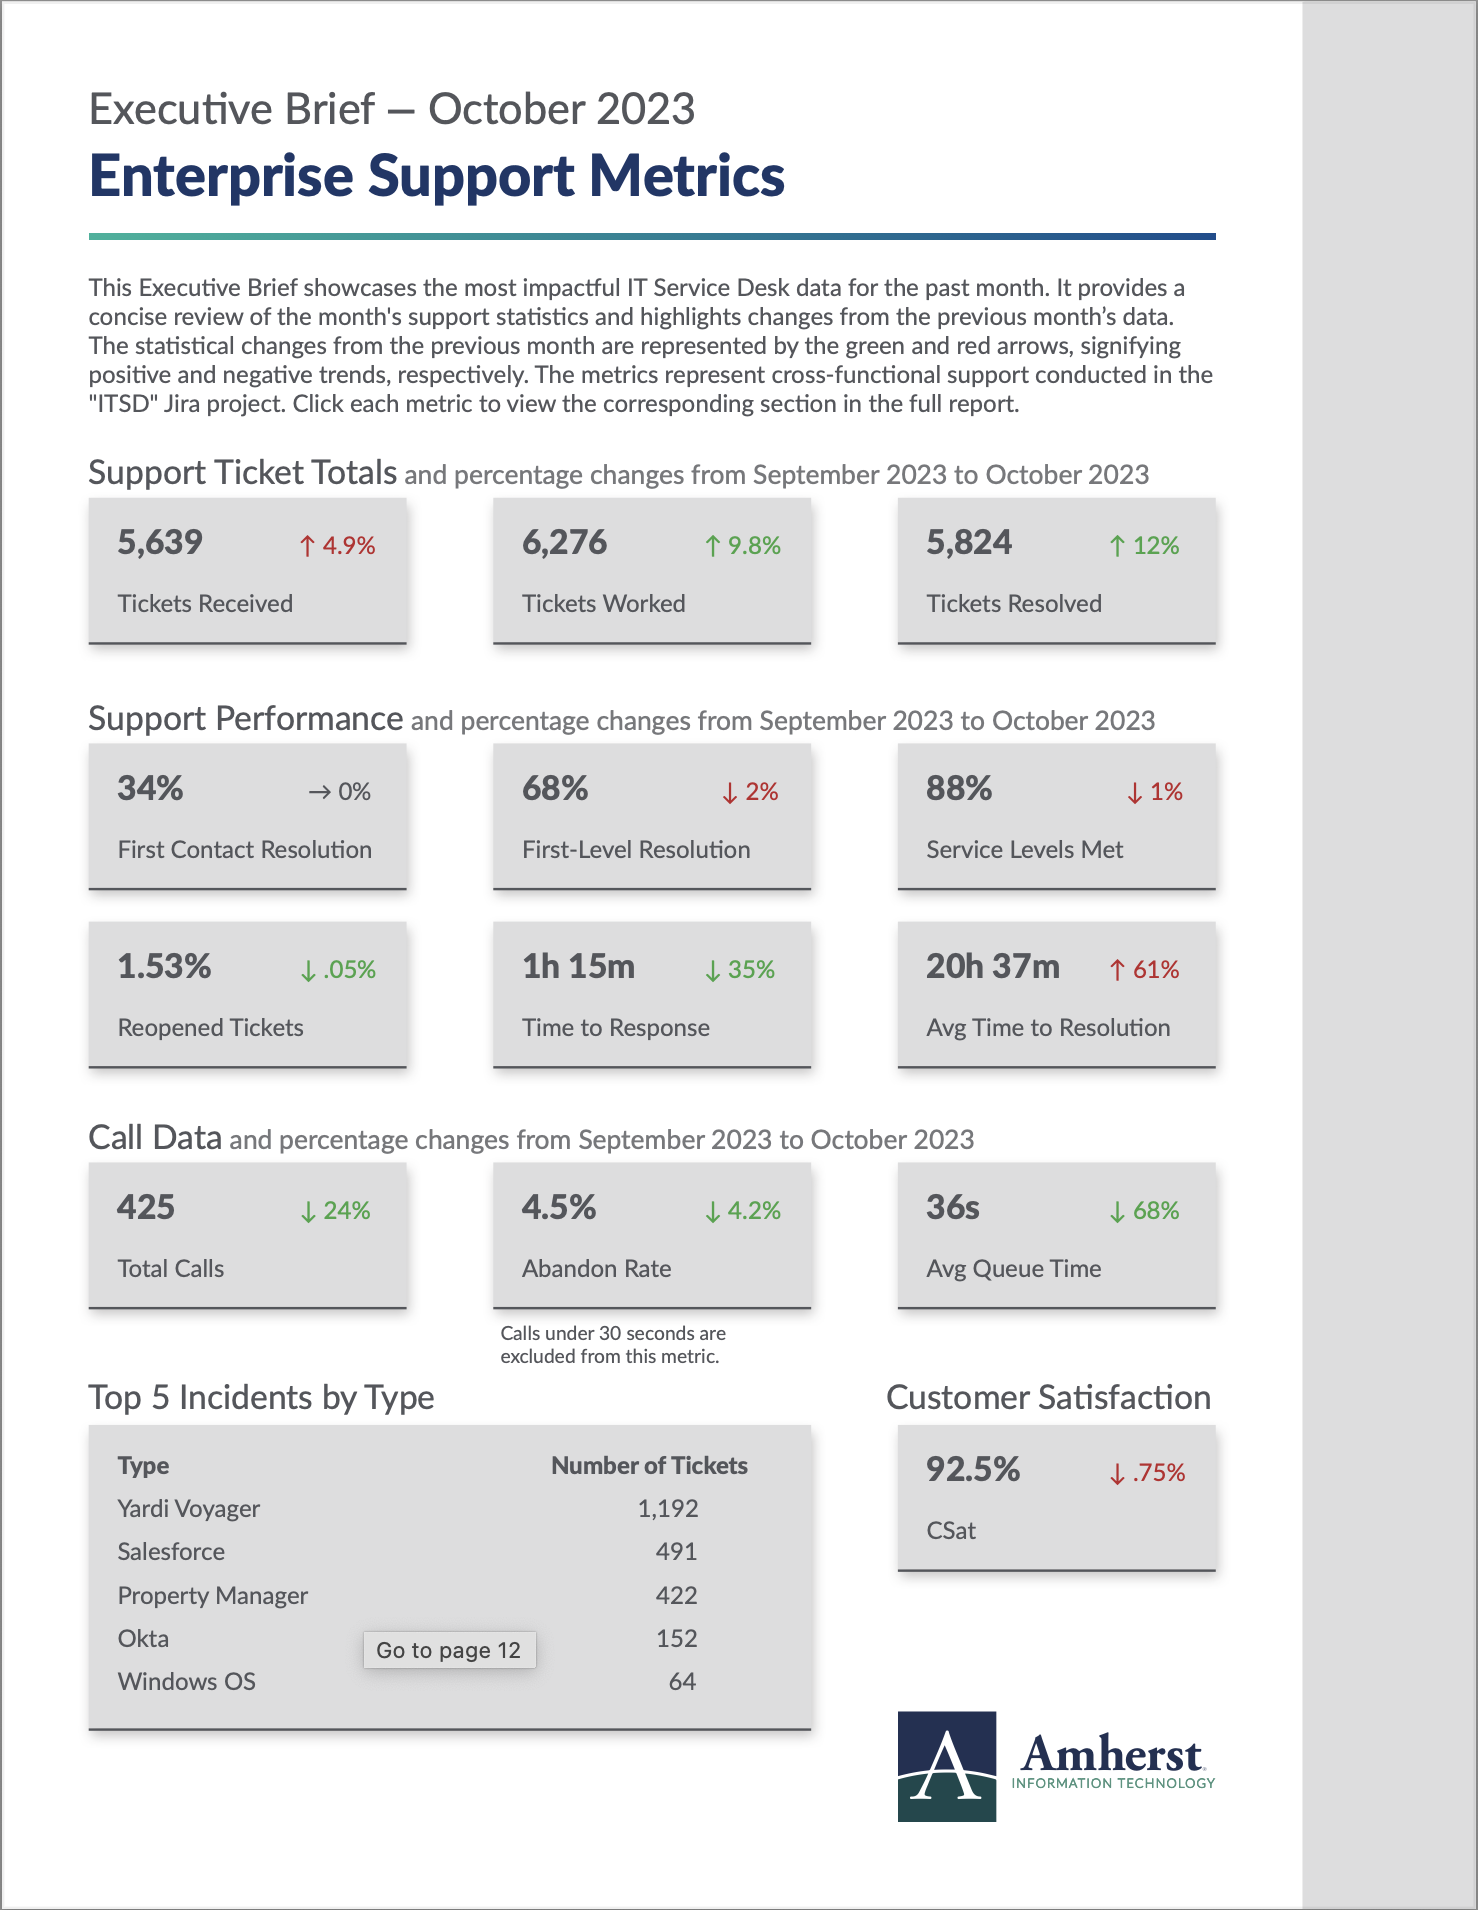 Executive Brief — October 2023
Enterprise Support Metrics
This Executive Brief showcases the most impactful IT Service Desk data for the past month. It provides a
concise review of the month's support statistics and highlights changes from the previous month’s data.
The statistical changes from the previous month are represented by the green and red arrows, signifying
positive and negative trends, respectively. The metrics represent cross-functional support conducted in the
"ITSD" Jira project. Click each metric to view the corresponding section in the full report.
Support Ticket Totals and percentage changes from September 2023 to October 2023
5,639 ↑ 4.9%
Tickets Received
6,276 ↑ 9.8%
Tickets Worked
5,824 ↑ 12%
Tickets Resolved
Support Performance and percentage changes from September 2023 to October 2023
34% → 0%
First Contact Resolution
68% ↓ 2%
First-Level Resolution
88% ↓ 1%
Service Levels Met
1.53% ↓ .05%
Reopened Tickets
1h 15m ↓ 35%
Time to Response
20h 37m ↑ 61%
Avg Time to Resolution
Call Data and percentage changes from September 2023 to October 2023
425 ↓ 24%
Total Calls
4.5% ↓ 4.2%
Abandon Rate
36s ↓ 68%
Avg Queue Time
Calls under 30 seconds are
excluded from this metric.
Top 5 Incidents by Type
Type Number of Tickets
Yardi Voyager 1,192
Salesforce 491
Property Manager 422
Okta 152
Go to page 12
Windows OS 64
Customer Satisfaction
92.5% ↓ .75%
CSat
A
Amherst
INFORMATION TECHNOLOGY